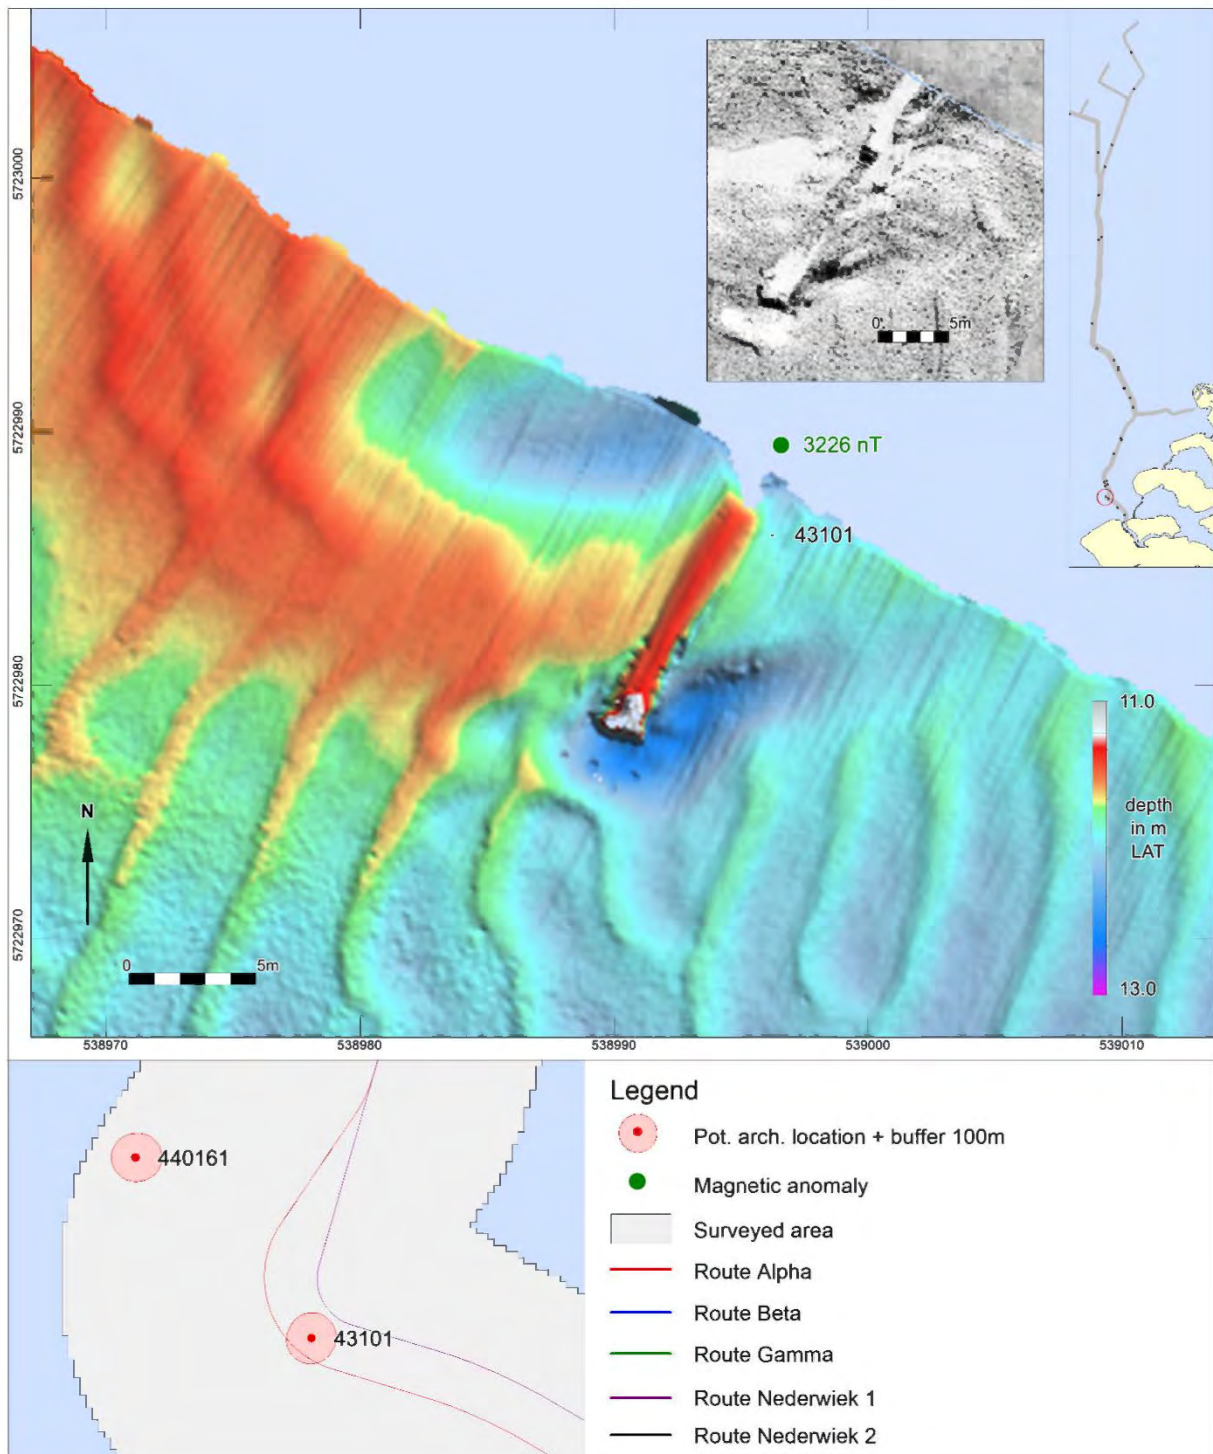 5723000
5722990
5722980
5722970
0
5m
3226 nT
43101
11.0
depth
in m
LAT
13.0
N
0
5m
538970
538980
538990
539000
539010
440161
43101
Legend
Pot. arch. location + buffer 100m
Magnetic anomaly
Surveyed area
Route Alpha
Route Beta
Route Gamma
Route Nederwiek 1
Route Nederwiek 2